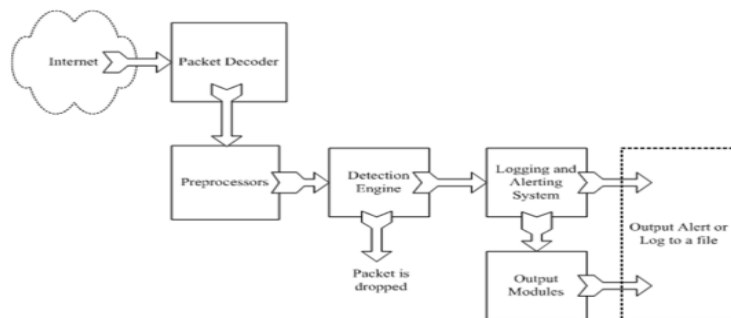 Internet
Packet Decoder
Preprocessors
Detection
Engine
Logging and
Alerting
System
Output Alert or
Log to a file
Packet is
dropped
Output
Modules